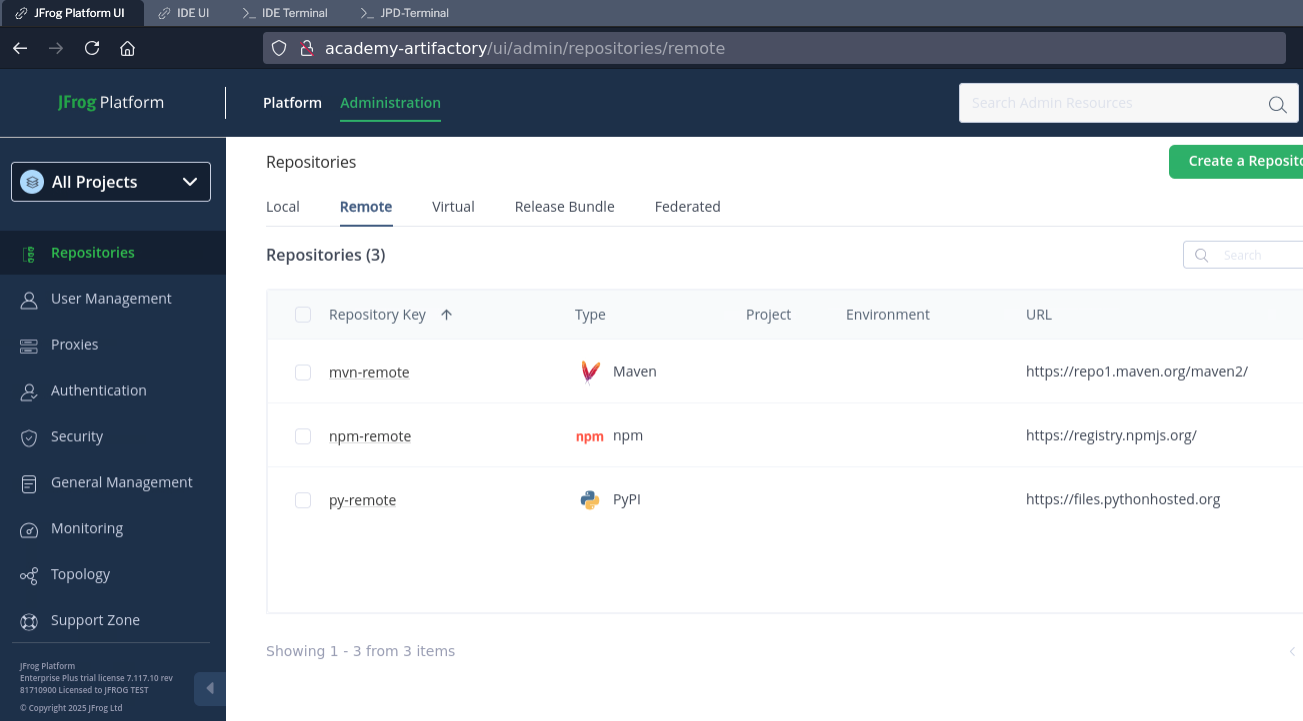 JFrog Platform UI
IDE UI
>_ IDE Terminal
>_ JPD-Terminal
academy-artifactory/ui/admin/repositories/remote
JFrog Platform
Platform
Administration
Search Admin Resources
All Projects
Repositories
User Management
Proxies
Authentication
Security
General Management
Monitoring
Topology
Support Zone
JFrog Platform
Enterprise Plus trial license 7.117.10 rev
81710900 Licensed to JFROG TEST
© Copyright 2025 JFrog Ltd
Repositories
Create a Reposito
Local
Remote
Virtual
Release Bundle
Federated
Repositories (3)
Search
Repository Key
Type
Project
Environment
URL
mvn-remote
Maven
https://repo1.maven.org/maven2/
npm-remote
npm npm
https://registry.npmjs.org/
py-remote
PyPI
https://files.pythonhosted.org
Showing 1 - 3 from 3 items